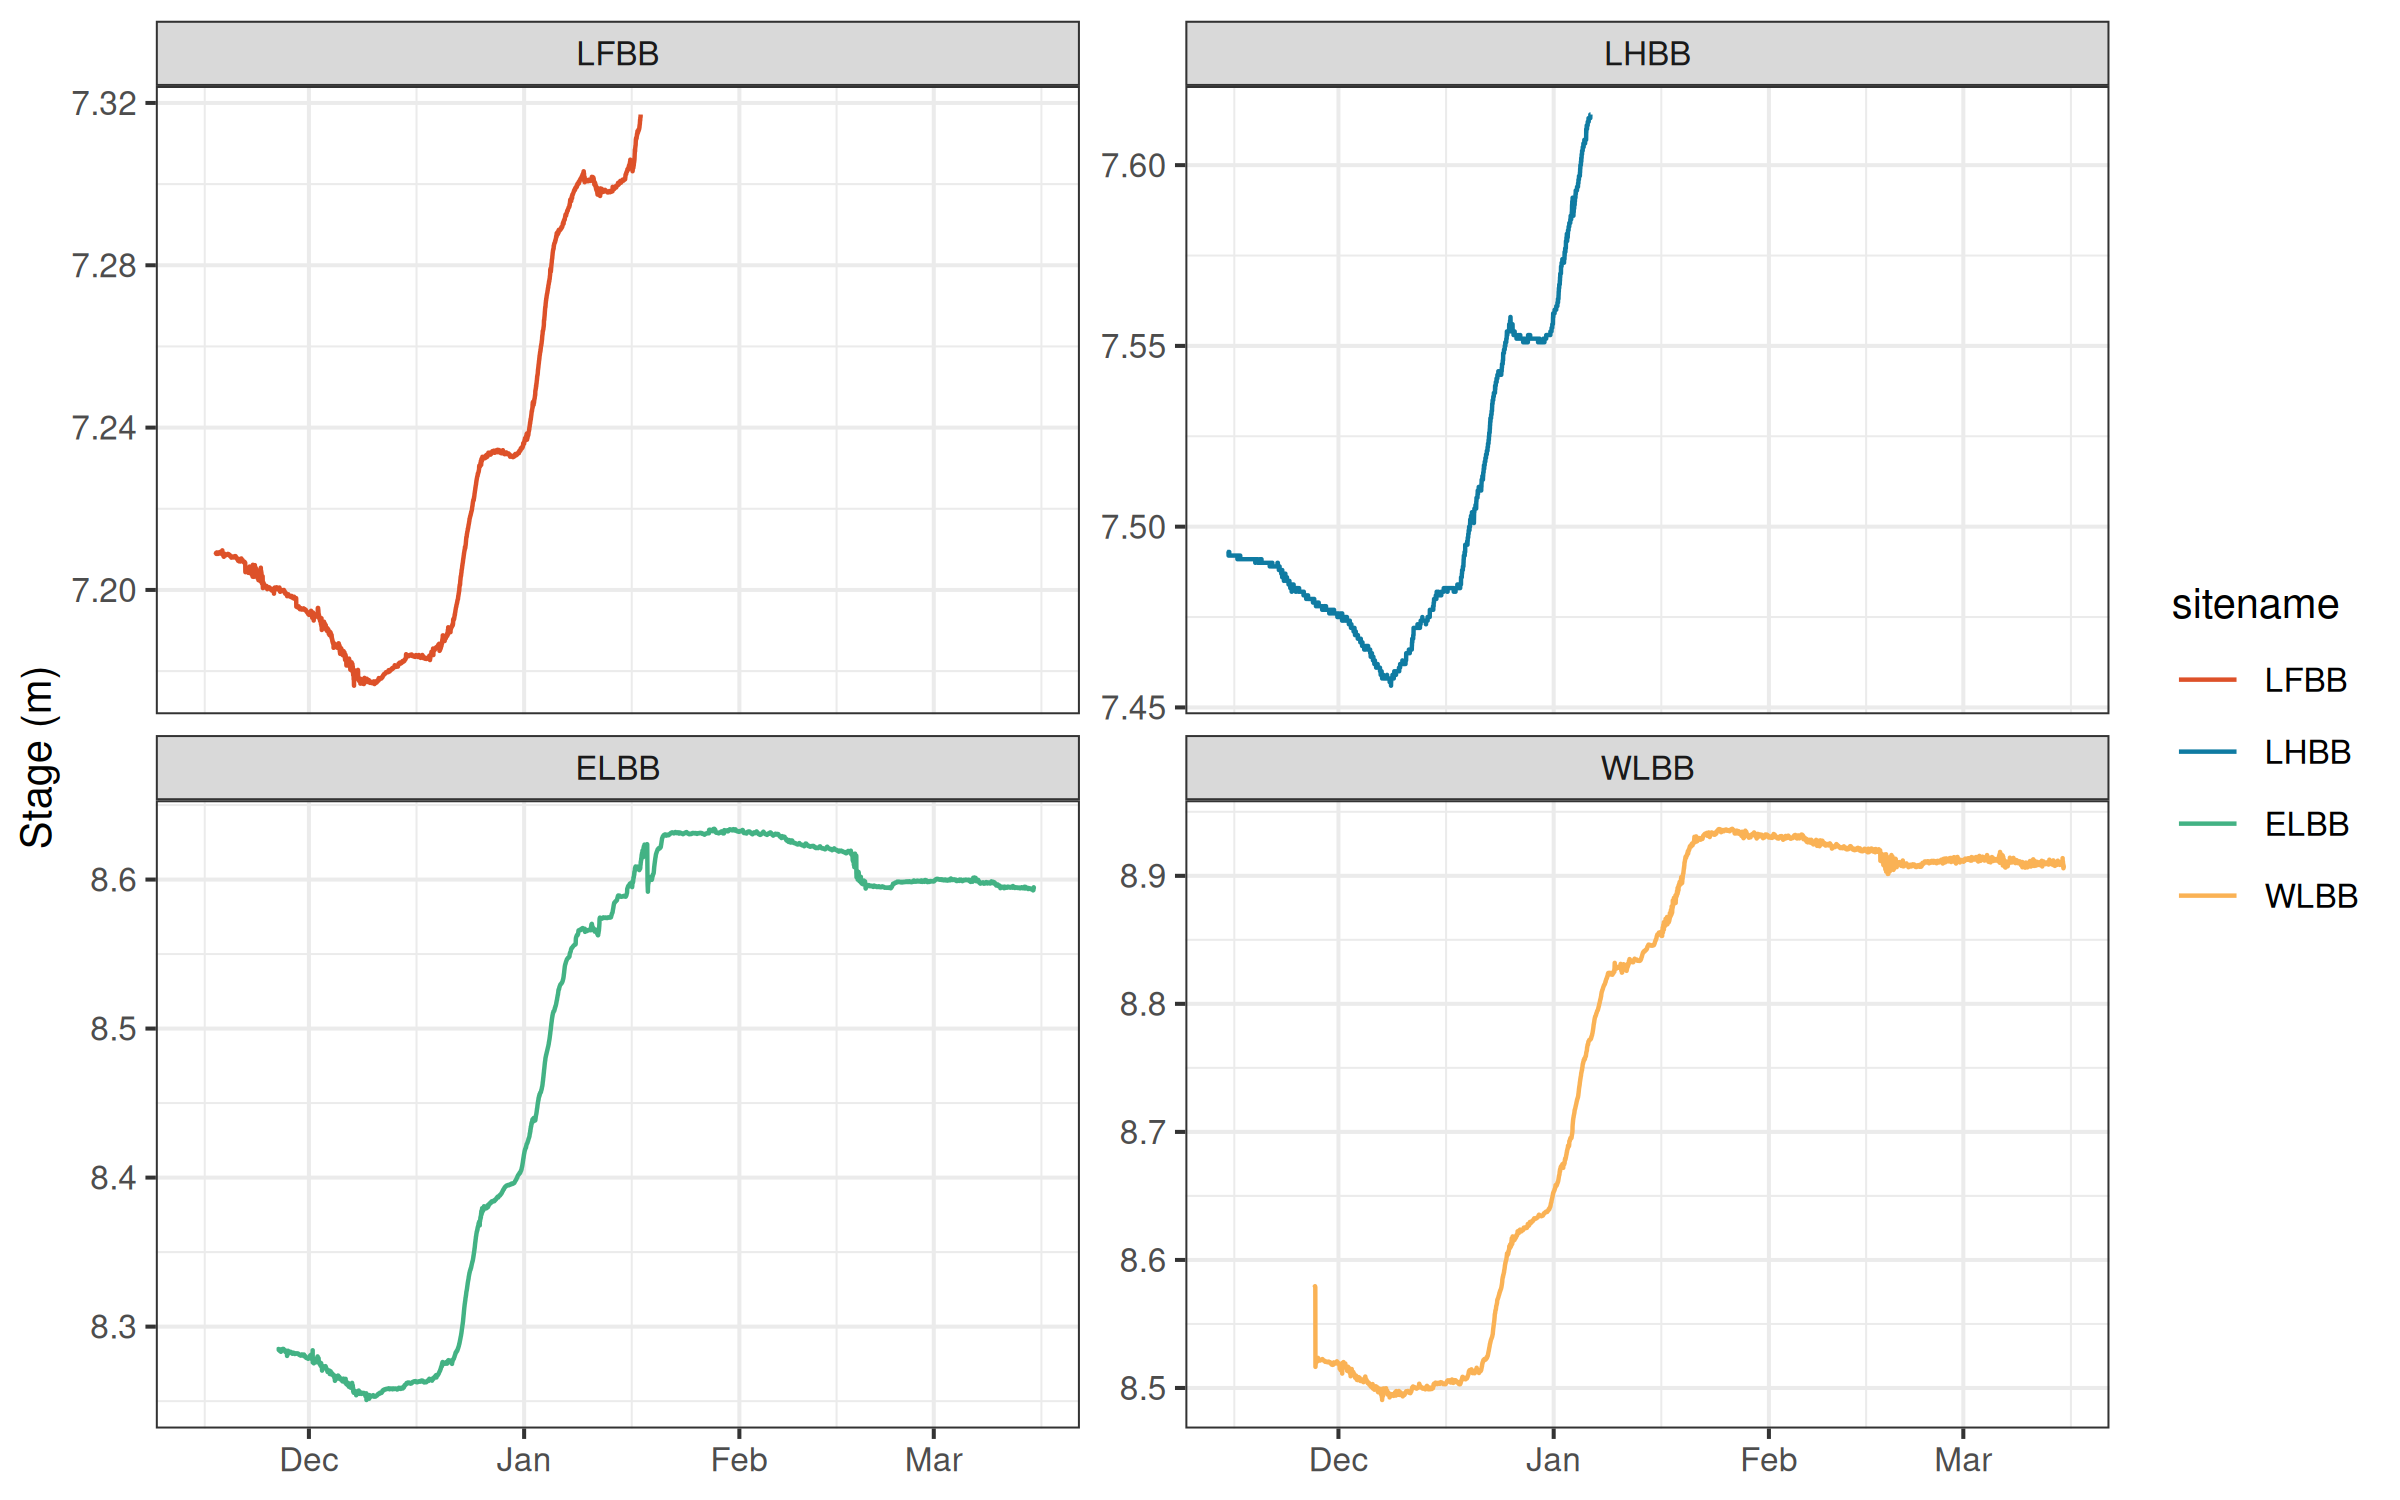 LFBB
LHBB
7.32
7.28
7.24
7.20
7.60
7.55
7.50
7.45
Stage (m)
ELBB
WLBB
8.6
8.5
8.4
8.3
8.9
8.8
8.7
8.6
8.5
Dec Jan Feb Mar
Dec Jan Feb Mar
sitename
LFBB
LHBB
ELBB
WLBB